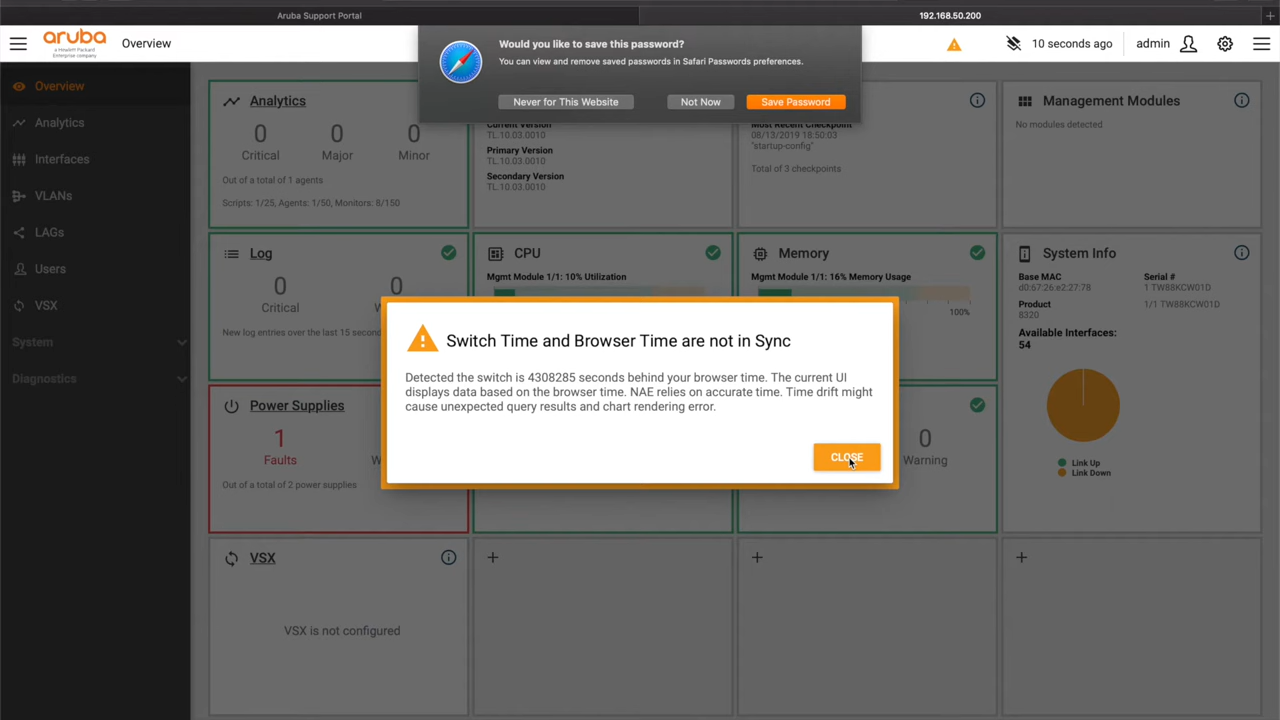 Aruba Support Portal
192.168.50.200
aruba
a Hewlett Packard
Enterprise company
Overview
Would you like to save this password?
You can view and remove saved passwords in Safari Passwords preferences.
Never for This Website
Not Now
Save Password
10 seconds ago
admin
Overview
Analytics
Interfaces
VLANs
LAGs
Users
VSX
System
Diagnostics
Analytics
0
0
0
Critical
Major
Minor
Out of a total of 1 agents
Scripts: 1/25, Agents: 1/50, Monitors: 8/150
Current Version
TL.10.03.0010
Primary Version
TL.10.03.0010
Secondary Version
TL.10.03.0010
Most Recent Checkpoint
08/13/2019 18:50:03
"startup-config"
Total of 3 checkpoints
Management Modules
No modules detected
Log
0
0
Critical
New log entries over the last 15 second
CPU
Mgmt Module 1/1: 10% Utilization
Memory
Mgmt Module 1/1: 16% Memory Usage
100%
System Info
Base MAC
d0:67:26:e2:27:78
Serial #
1 TW88KCW01D
Product
8320
1/1 TW88KCW01D
Available Interfaces:
54
Link Up
Link Down
Switch Time and Browser Time are not in Sync
Detected the switch is 4308285 seconds behind your browser time. The current UI
displays data based on the browser time. NAE relies on accurate time. Time drift might
cause unexpected query results and chart rendering error.
CLOSE
Power Supplies
1
Faults
Out of a total of 2 power supplies
0
Warning
VSX
VSX is not configured